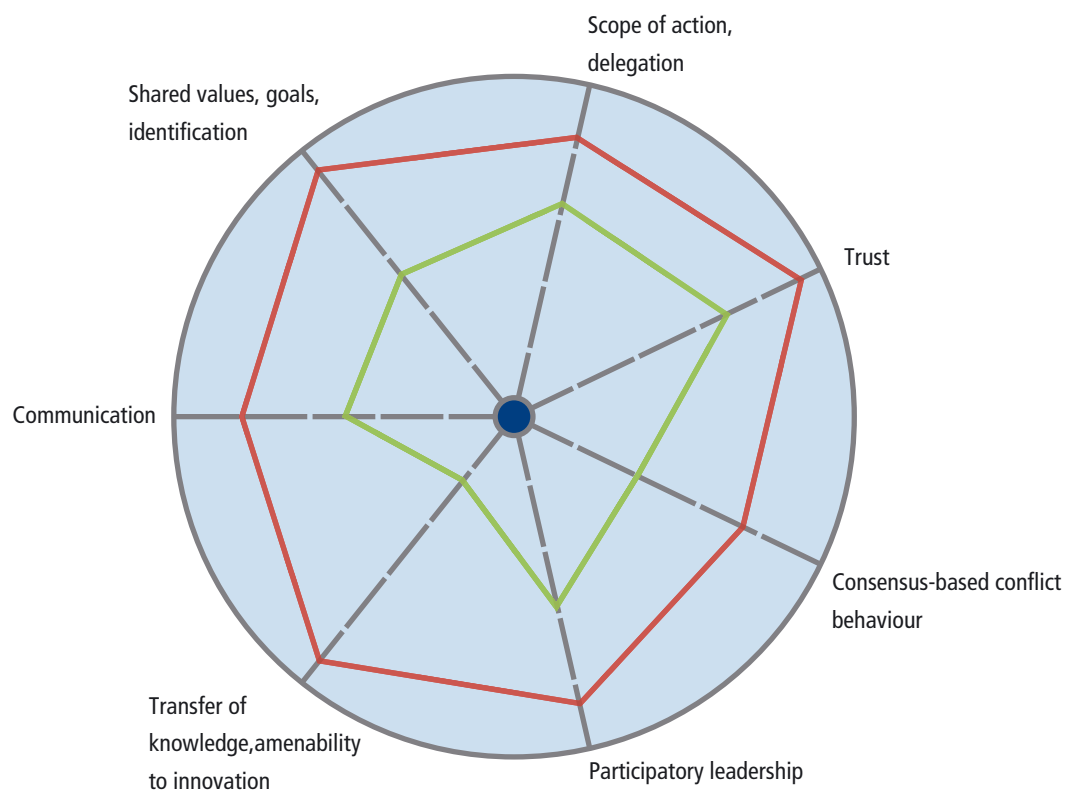 Scope of action,
delegation
Shared values, goals,
identification
Trust
Communication
Consensus-based conflict
behaviour
Transfer of
knowledge,amenability
to innovation
Participatory leadership